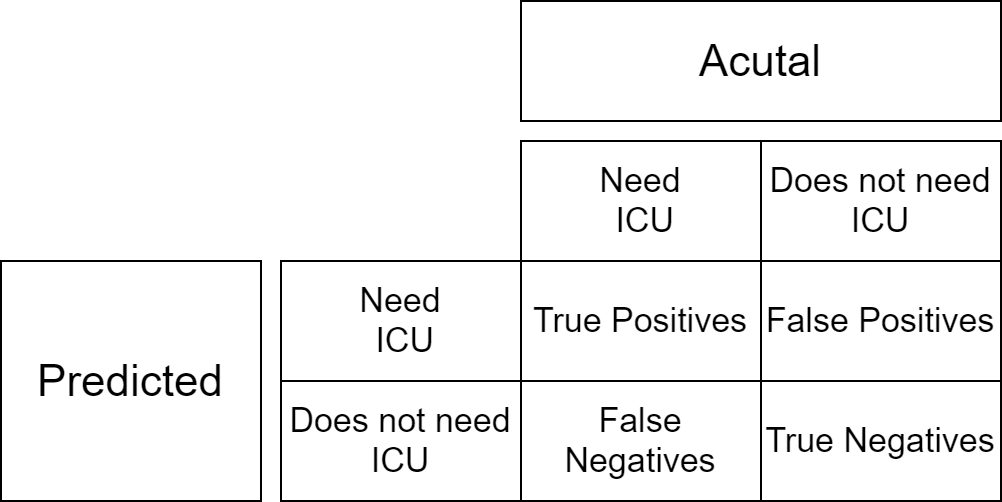 Acutal
Need
ICU
Does not need
ICU
Predicted
Need
ICU
True Positives
False Positives
Does not need
ICU
False
Negatives
True Negatives